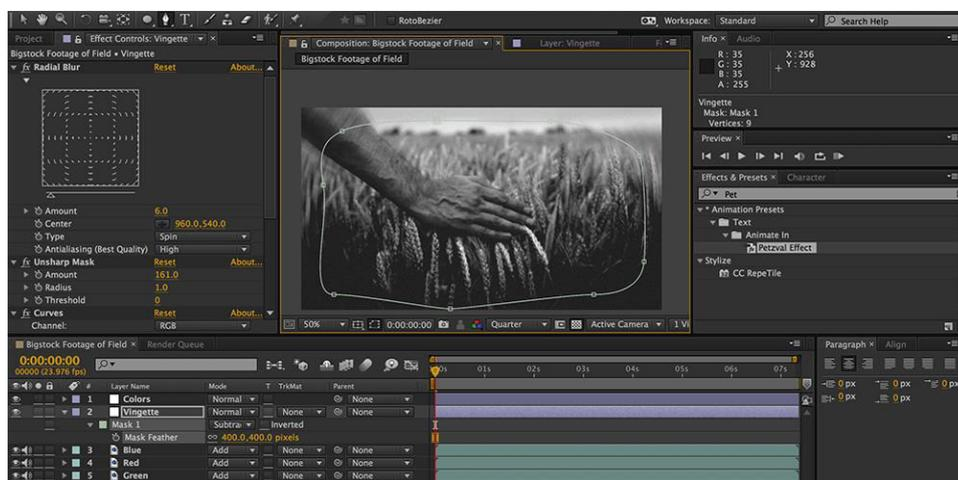 RotoBezier
Workspace: Standard
Search Help
Project
Effect Controls: Vingette
Bigstock Footage of Field • Vingette
fx Radial Blur Reset About...
Amount 6.0
Center 960.0,540.0
Type Spin
Antialiasing (Best Quality) High
fx Unsharp Mask Reset About...
Amount 161.0
Radius 1.0
Threshold 0
fx Curves Reset About...
Channel: RGB
Composition: Bigstock Footage of Field
Layer: Vingette
F
Bigstock Footage of Field
50% 0:00:00:00 Quarter Active Camera 1 Vi
Info × Audio
R: 35 X: 256
G: 35 Y: 928
B: 35
A: 255
Vingette
Mask: Mask 1
Vertices: 9
Preview ×
Effects & Presets × Character
Pet
* Animation Presets
Text
Animate In
Petzval Effect
Stylize
CC RepeTile
Bigstock Footage of Field × Render Queue
0:00:00:00
00000 (23.976 fps)
# Layer Name Mode T TrkMat Parent
1 Colors Normal None
2 Vingette Normal None None
Mask 1 Subtra Inverted
Mask Feather 400.0,400.0 pixels
3 Blue Add None None
4 Red Add None None
5 Green Add None None
01s 02s 03s 04s 05s 06s 07s
Paragraph × Align
0 px 0 px 0 px
0 px 0 px